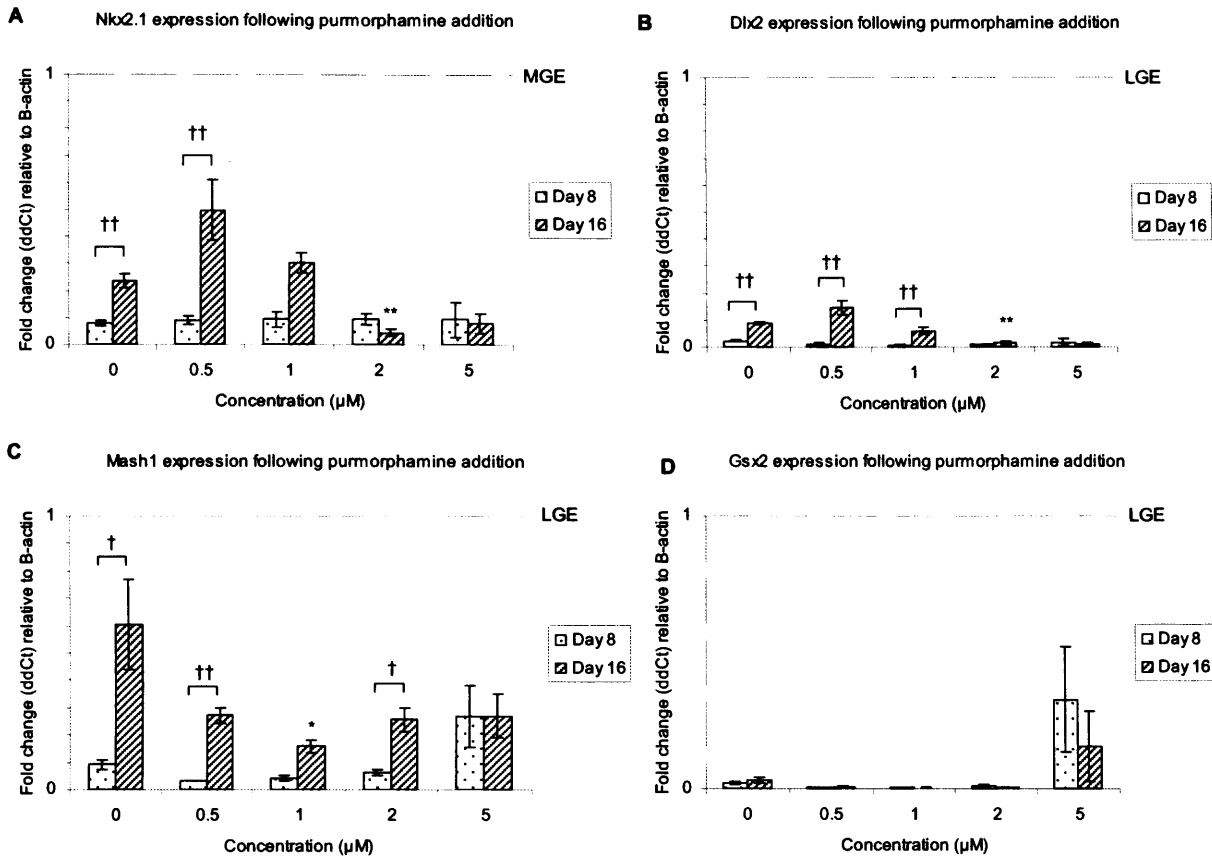 A
Nkx2.1 expression following purmorphamine addition
Fold change (ddCt) relative to B-actin
1
0
MGE
††
††
**
Day 8
Day 16
0 0.5 1 2 5
Concentration (µM)
B
Dlx2 expression following purmorphamine addition
Fold change (ddCt) relative to B-actin
1
0
LGE
††
††
††
**
Day 8
Day 16
0 0.5 1 2 5
Concentration (µM)
C
Mash1 expression following purmorphamine addition
Fold change (ddCt) relative to B-actin
1
0
LGE
†
††
*
†
Day 8
Day 16
0 0.5 1 2 5
Concentration (µM)
D
Gsx2 expression following purmorphamine addition
Fold change (ddCt) relative to B-actin
1
0
LGE
Day 8
Day 16
0 0.5 1 2 5
Concentration (µM)